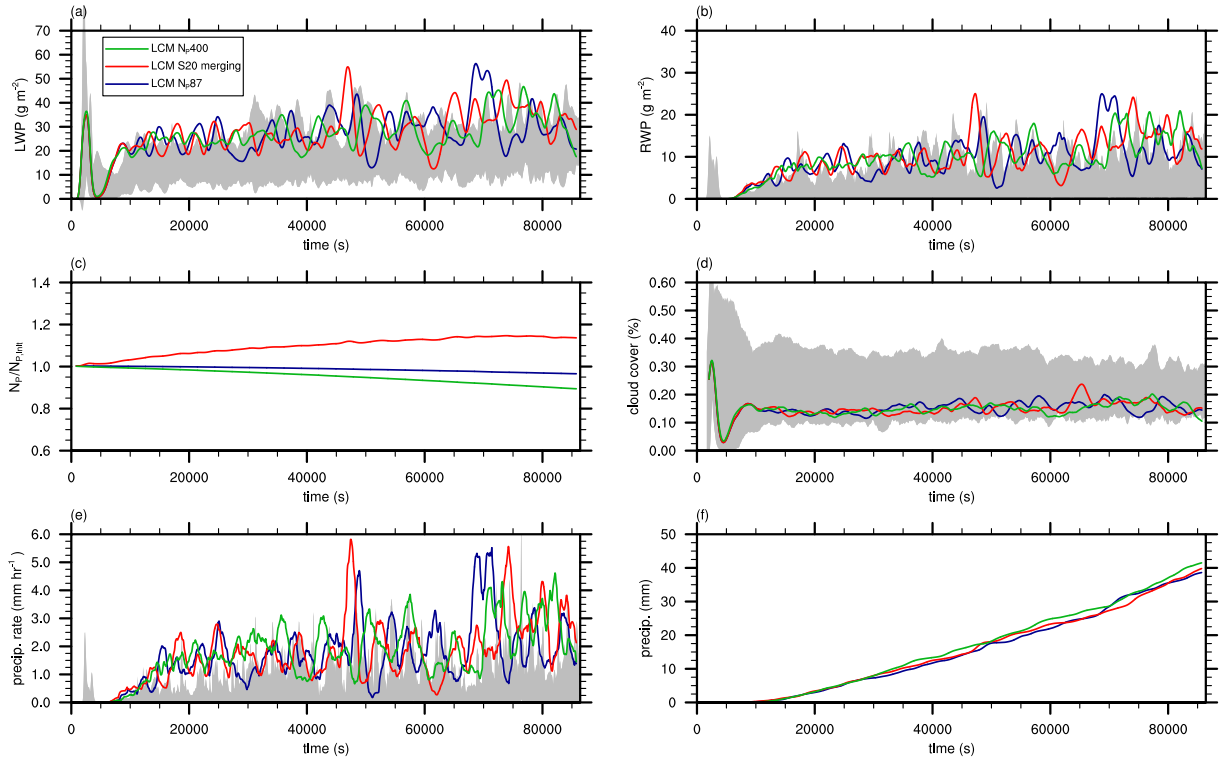 (a)
70
60
50
40
30
20
10
0
LWP (g m⁻²)
LCM Nₚ400
LCM S20 merging
LCM Nₚ87
0 20000 40000 60000 80000
time (s)
(b)
40
30
20
10
0
RWP (g m⁻²)
0 20000 40000 60000 80000
time (s)
(c)
1.4
1.2
1.0
0.8
0.6
Nₚ/Nₚ,init
0 20000 40000 60000 80000
time (s)
(d)
0.60
0.50
0.40
0.30
0.20
0.10
0.00
cloud cover (%)
0 20000 40000 60000 80000
time (s)
(e)
6.0
5.0
4.0
3.0
2.0
1.0
0.0
precip. rate (mm hr⁻¹)
0 20000 40000 60000 80000
time (s)
(f)
50
40
30
20
10
0
precip. (mm)
0 20000 40000 60000 80000
time (s)